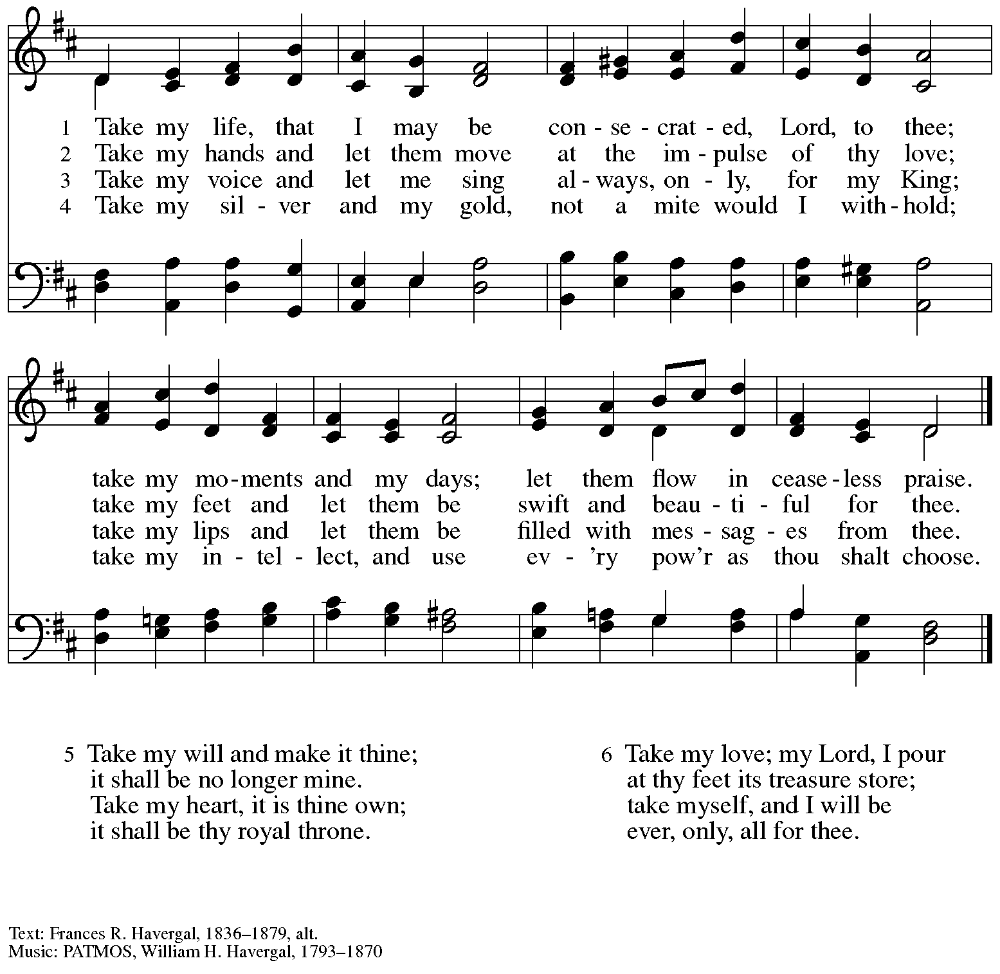 1 Take my life, that I may be con - se - crat - ed, Lord, to thee;
2 Take my hands and let them move at the im - pulse of thy love;
3 Take my voice and let me sing al - ways, on - ly, for my King;
4 Take my sil - ver and my gold, not a mite would I with - hold;
take my mo - ments and my days; let them flow in cease - less praise.
take my feet and let them be swift and beau - ti - ful for thee.
take my lips and let them be filled with mes - sag - es from thee.
take my in - tel - lect, and use ev - 'ry pow'r as thou shalt choose.
5 Take my will and make it thine;
it shall be no longer mine.
Take my heart, it is thine own;
it shall be thy royal throne.
6 Take my love; my Lord, I pour
at thy feet its treasure store;
take myself, and I will be
ever, only, all for thee.
Text: Frances R. Havergal, 1836–1879, alt.
Music: PATMOS, William H. Havergal, 1793–1870